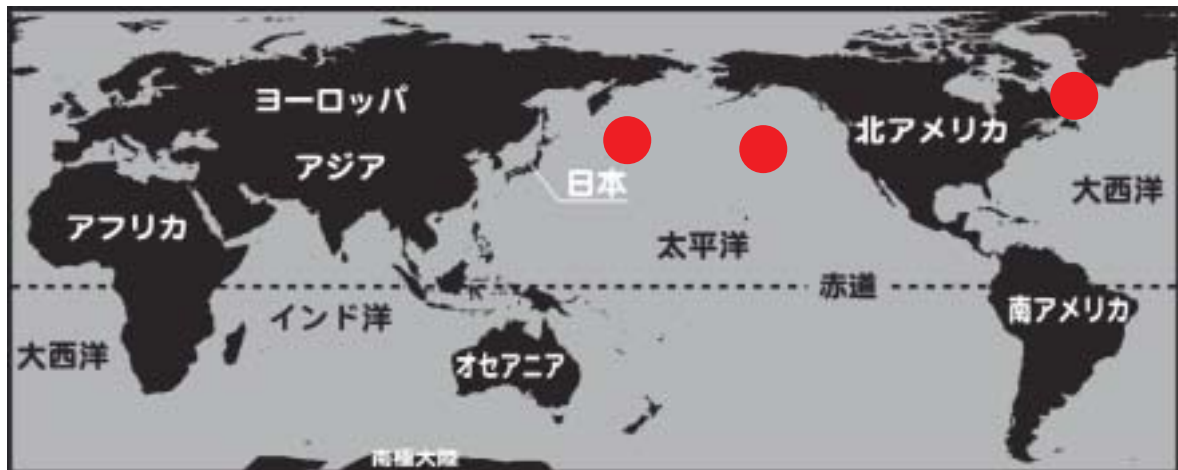 ヨーロッパ
アジア
日本
北アメリカ
大西洋
アフリカ
太平洋
赤道
インド洋
南アメリカ
大西洋
オセアニア
南極大陸